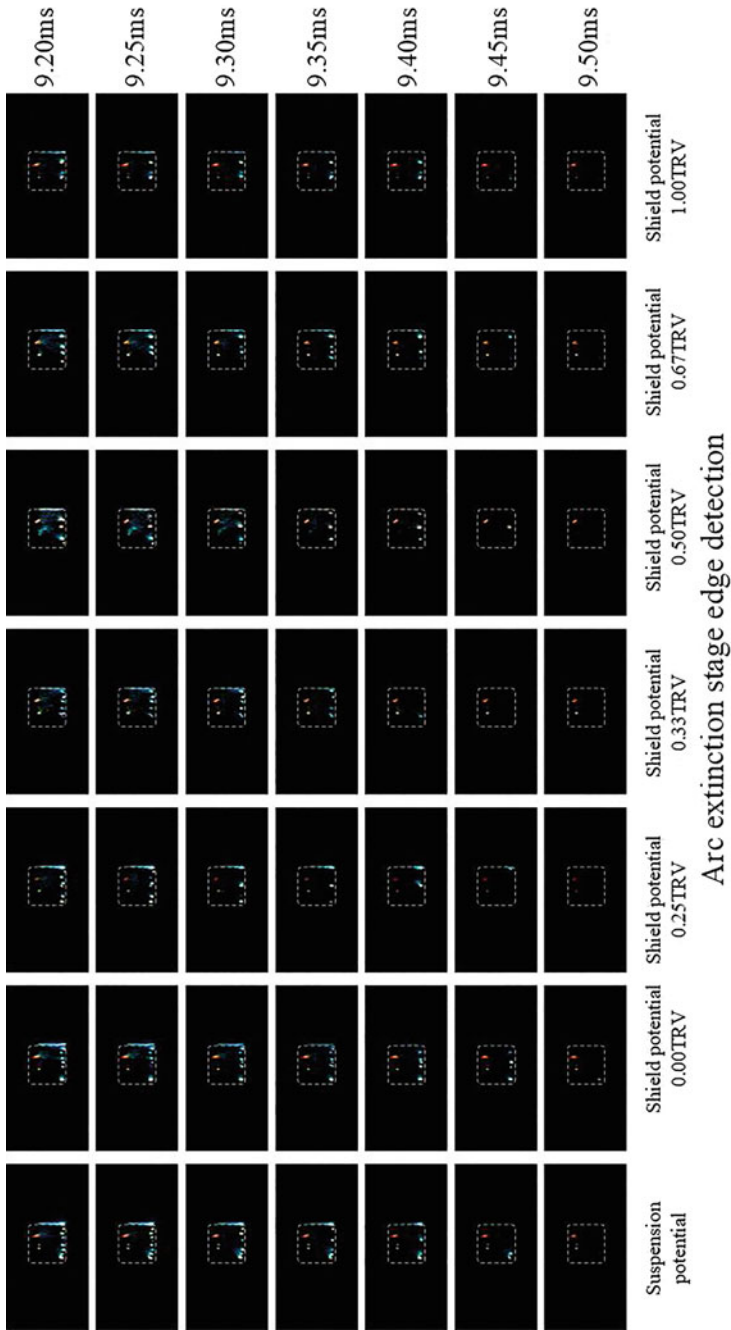 9.20ms
9.25ms
9.30ms
9.35ms
9.40ms
9.45ms
9.50ms
Suspension
potential
Shield potential
0.00TRV
Shield potential
0.25TRV
Shield potential
0.33TRV
Shield potential
0.50TRV
Shield potential
0.67TRV
Shield potential
1.00TRV
Arc extinction stage edge detection